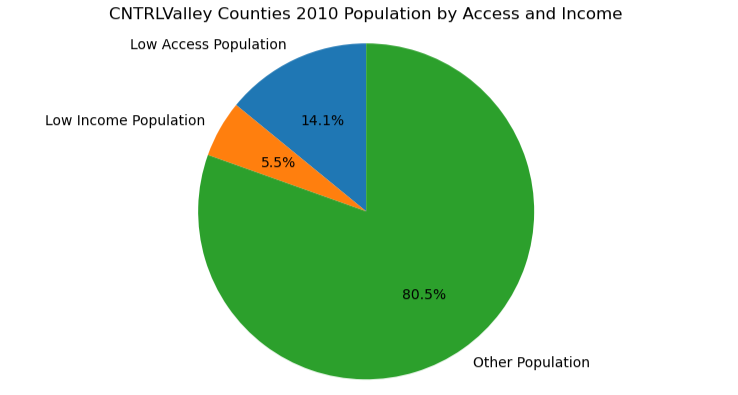 CNTRLValley Counties 2010 Population by Access and Income
Low Access Population
14.1%
Low Income Population
5.5%
80.5%
Other Population